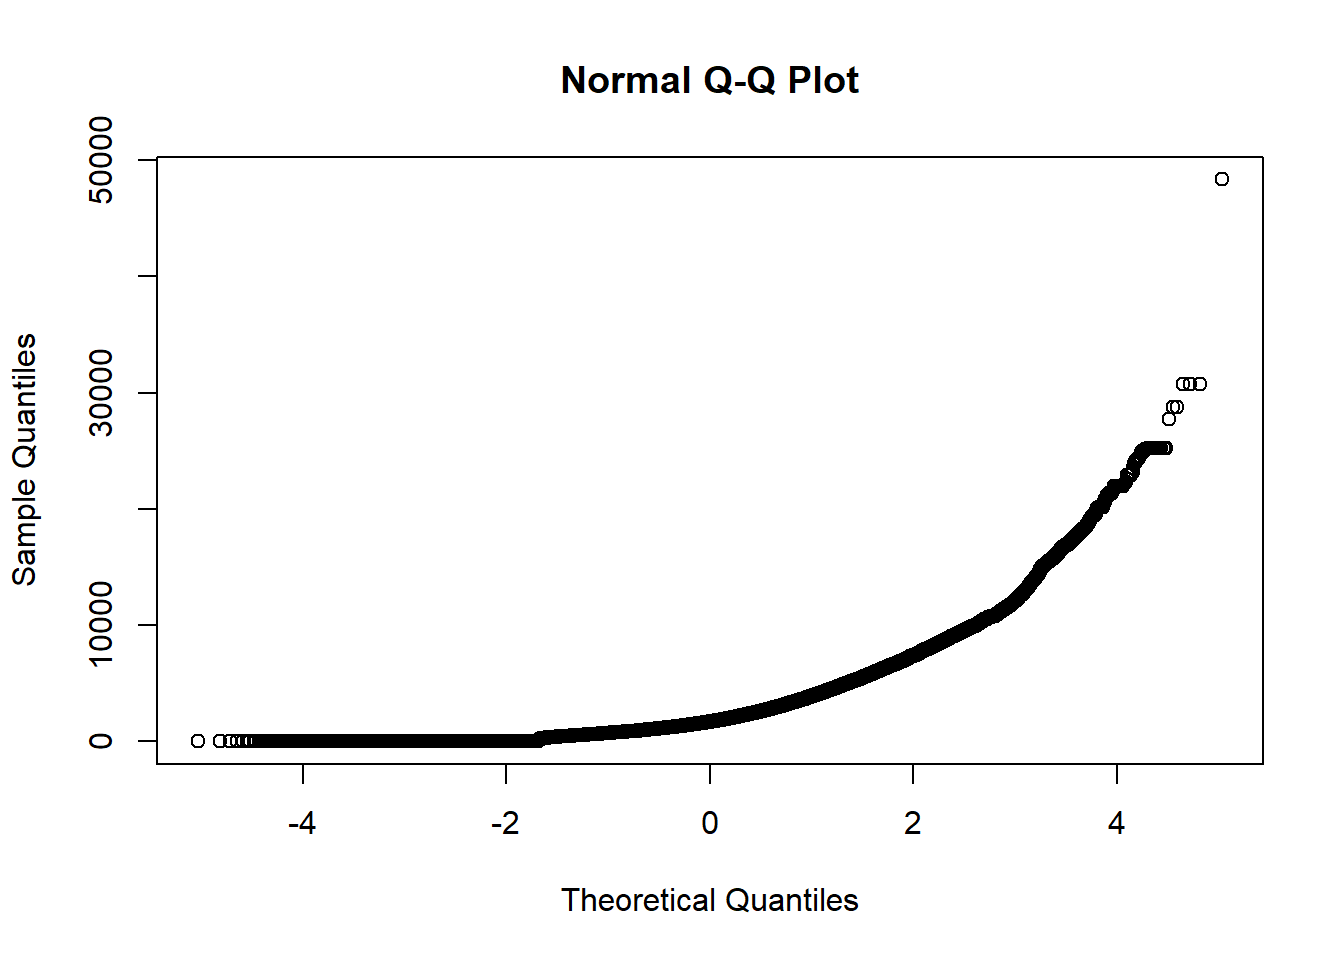 Normal Q-Q Plot
Sample Quantiles
50000
30000
10000
0
-4 -2 0 2 4
Theoretical Quantiles